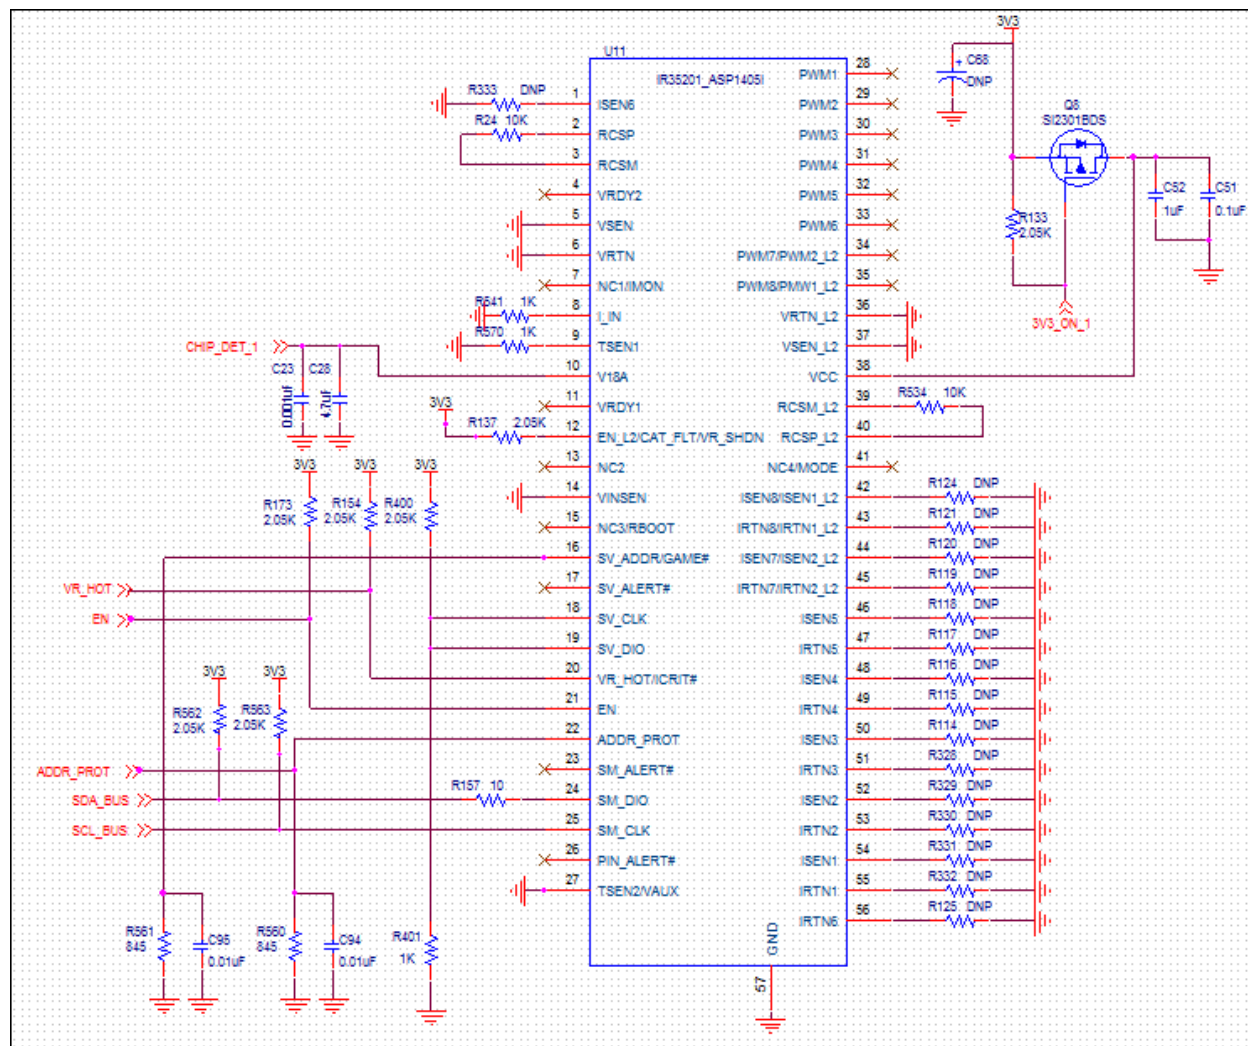 U11
IR35201_ASP1405I
3V3
C68
DNP
Q8
SI2301BDS
C52
1uF
C51
0.1uF
R133
2.05K
3V3_ON_1
R333 DNP
1 ISEN6
R24 10K
2 RCSP
3 RCSM
4 VRDY2
5 VSEN
6 VRTN
7 NC1/IMON
R541 1K
8 I_IN
R570 1K
9 TSEN1
CHIP_DET_1
C23
0.001uF
C28
4.7uF
10 V18A
11 VRDY1
3V3
R137 2.05K
12 EN_L2/CAT_FLT/VR_SHDN
13 NC2
3V3
3V3
3V3
R173
2.05K
R154
2.05K
R400
2.05K
14 VINSEN
15 NC3/RBOOT
16 SV_ADDR/GAME#
17 SV_ALERT#
VR_HOT
EN
18 SV_CLK
19 SV_DIO
20 VR_HOT/ICRIT#
3V3
3V3
R562
2.05K
R563
2.05K
21 EN
22 ADDR_PROT
ADDR_PROT
23 SM_ALERT#
SDA_BUS
R157 10
24 SM_DIO
SCL_BUS
25 SM_CLK
26 PIN_ALERT#
27 TSEN2/VAUX
R561
845
C95
0.01uF
R560
845
C94
0.01uF
R401
1K
PWM1 28
PWM2 29
PWM3 30
PWM4 31
PWM5 32
PWM6 33
PWM7/PWM2_L2 34
PWM8/PMW1_L2 35
VRTN_L2 36
VSEN_L2 37
VCC 38
RCSM_L2 39
R534 10K
RCSP_L2 40
NC4/MODE 41
ISEN8/ISEN1_L2 42 R124 DNP
IRTN8/IRTN1_L2 43 R121 DNP
ISEN7/ISEN2_L2 44 R120 DNP
IRTN7/IRTN2_L2 45 R119 DNP
ISEN5 46 R118 DNP
IRTN5 47 R117 DNP
ISEN4 48 R116 DNP
IRTN4 49 R115 DNP
ISEN3 50 R114 DNP
IRTN3 51 R328 DNP
ISEN2 52 R329 DNP
IRTN2 53 R330 DNP
ISEN1 54 R331 DNP
IRTN1 55 R332 DNP
IRTN6 56 R125 DNP
GND
57